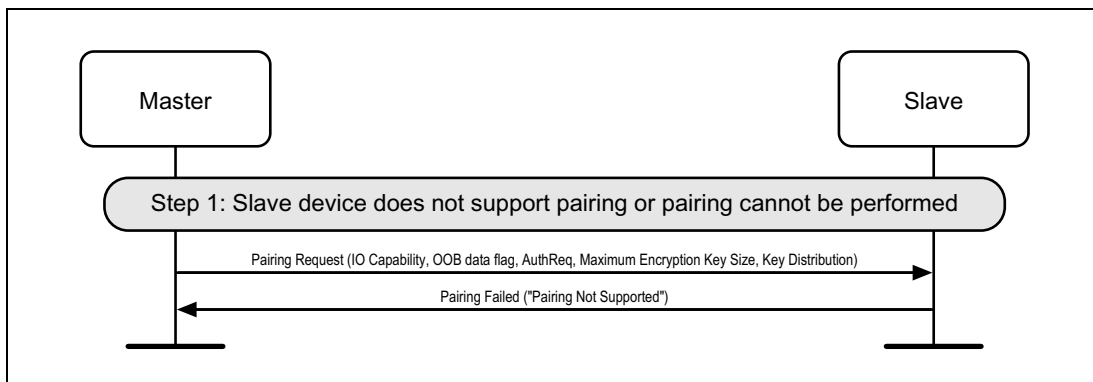 Master
Slave
Step 1: Slave device does not support pairing or pairing cannot be performed
Pairing Request (IO Capability, OOB data flag, AuthReq, Maximum Encryption Key Size, Key Distribution)
Pairing Failed ("Pairing Not Supported")